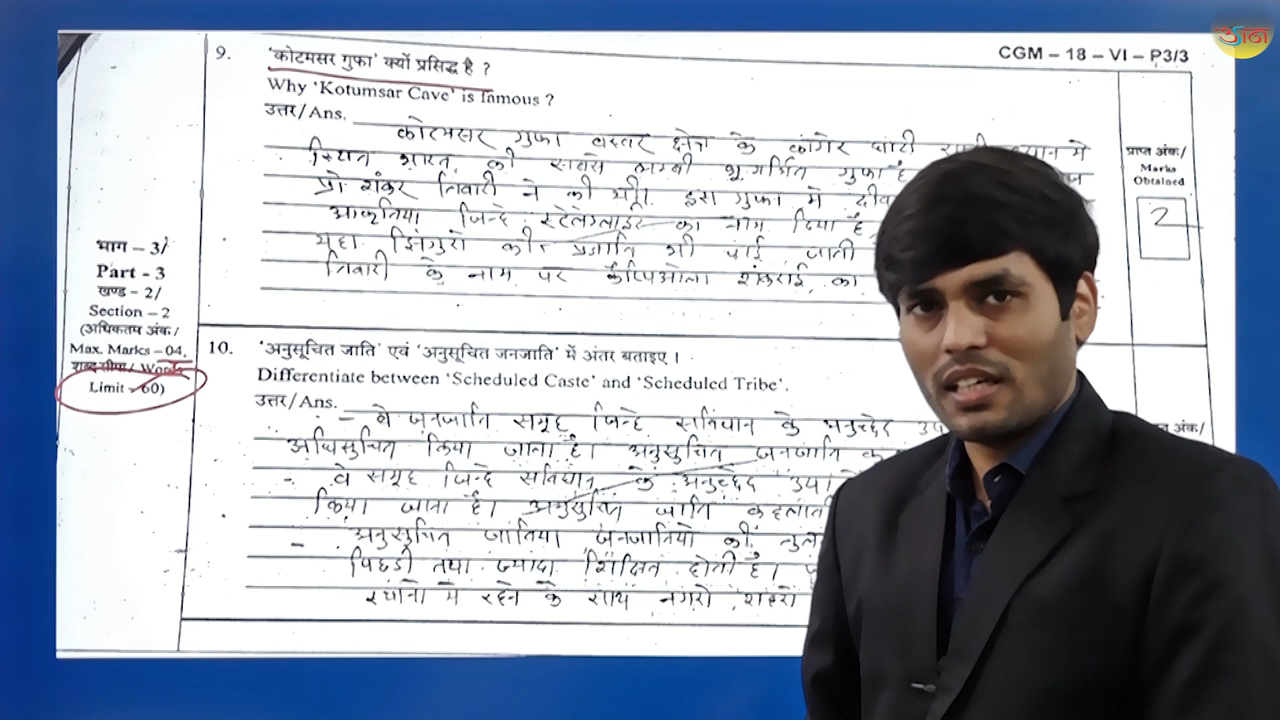 ज्ञान
CGM – 18 – VI – P3/3
9. 'कोटमसर गुफा' क्यों प्रसिद्ध है ?
Why 'Kotumsar Cave' is famous ?
उत्तर/Ans.
कोटमसर गुफा बस्तर क्षेत्र के कांगेर घाटी में
स्थित भारत की सबसे लम्बी भू गर्भित गुफा है
प्रो. शंकर तिवारी ने की थी। इस गुफा में
आकृतिया जिन्हे का नाम दिया है
यहा झिंगुरो की प्रजाति भी पाई जाती
तिवारी के नाम पर कैप्पिओला शंकराई का
प्राप्त अंक/
Marks
Obtained
2
भाग – 3/
Part - 3
खण्ड - 2/
Section – 2
(अधिकतम अंक/
Max. Marks – 04,
शब्द सीमा/ Words
Limit – 60)
10. 'अनुसूचित जाति' एवं 'अनुसूचित जनजाति' में अंतर बताइए ।
Differentiate between 'Scheduled Caste' and 'Scheduled Tribe'.
उत्तर/Ans.
- वे जनजाति समूह जिन्हे संविधान के अनुच्छेद
अधिसुचित किया जाता है। अनुसुचित जनजाति
- वे समूह जिन्हे संविधान के अनुच्छेद
किया जाता है। अनुसुचित जाति कहलाती
- अनुसुचित जातिया जनजातियो की
पिछडी तथा ज्यादा शिक्षित होती है।
स्थानो मे रहने के साथ नगरो, शहरो
अंक/